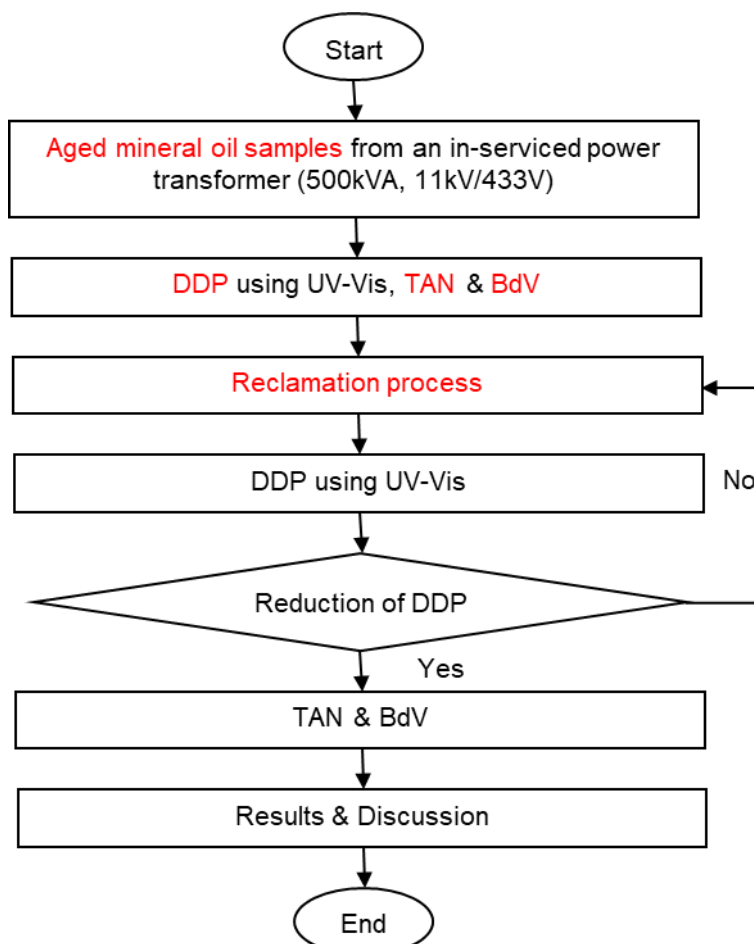 Start
Aged mineral oil samples from an in-serviced power
transformer (500kVA, 11kV/433V)
DDP using UV-Vis, TAN & BdV
Reclamation process
DDP using UV-Vis
No
Reduction of DDP
Yes
TAN & BdV
Results & Discussion
End